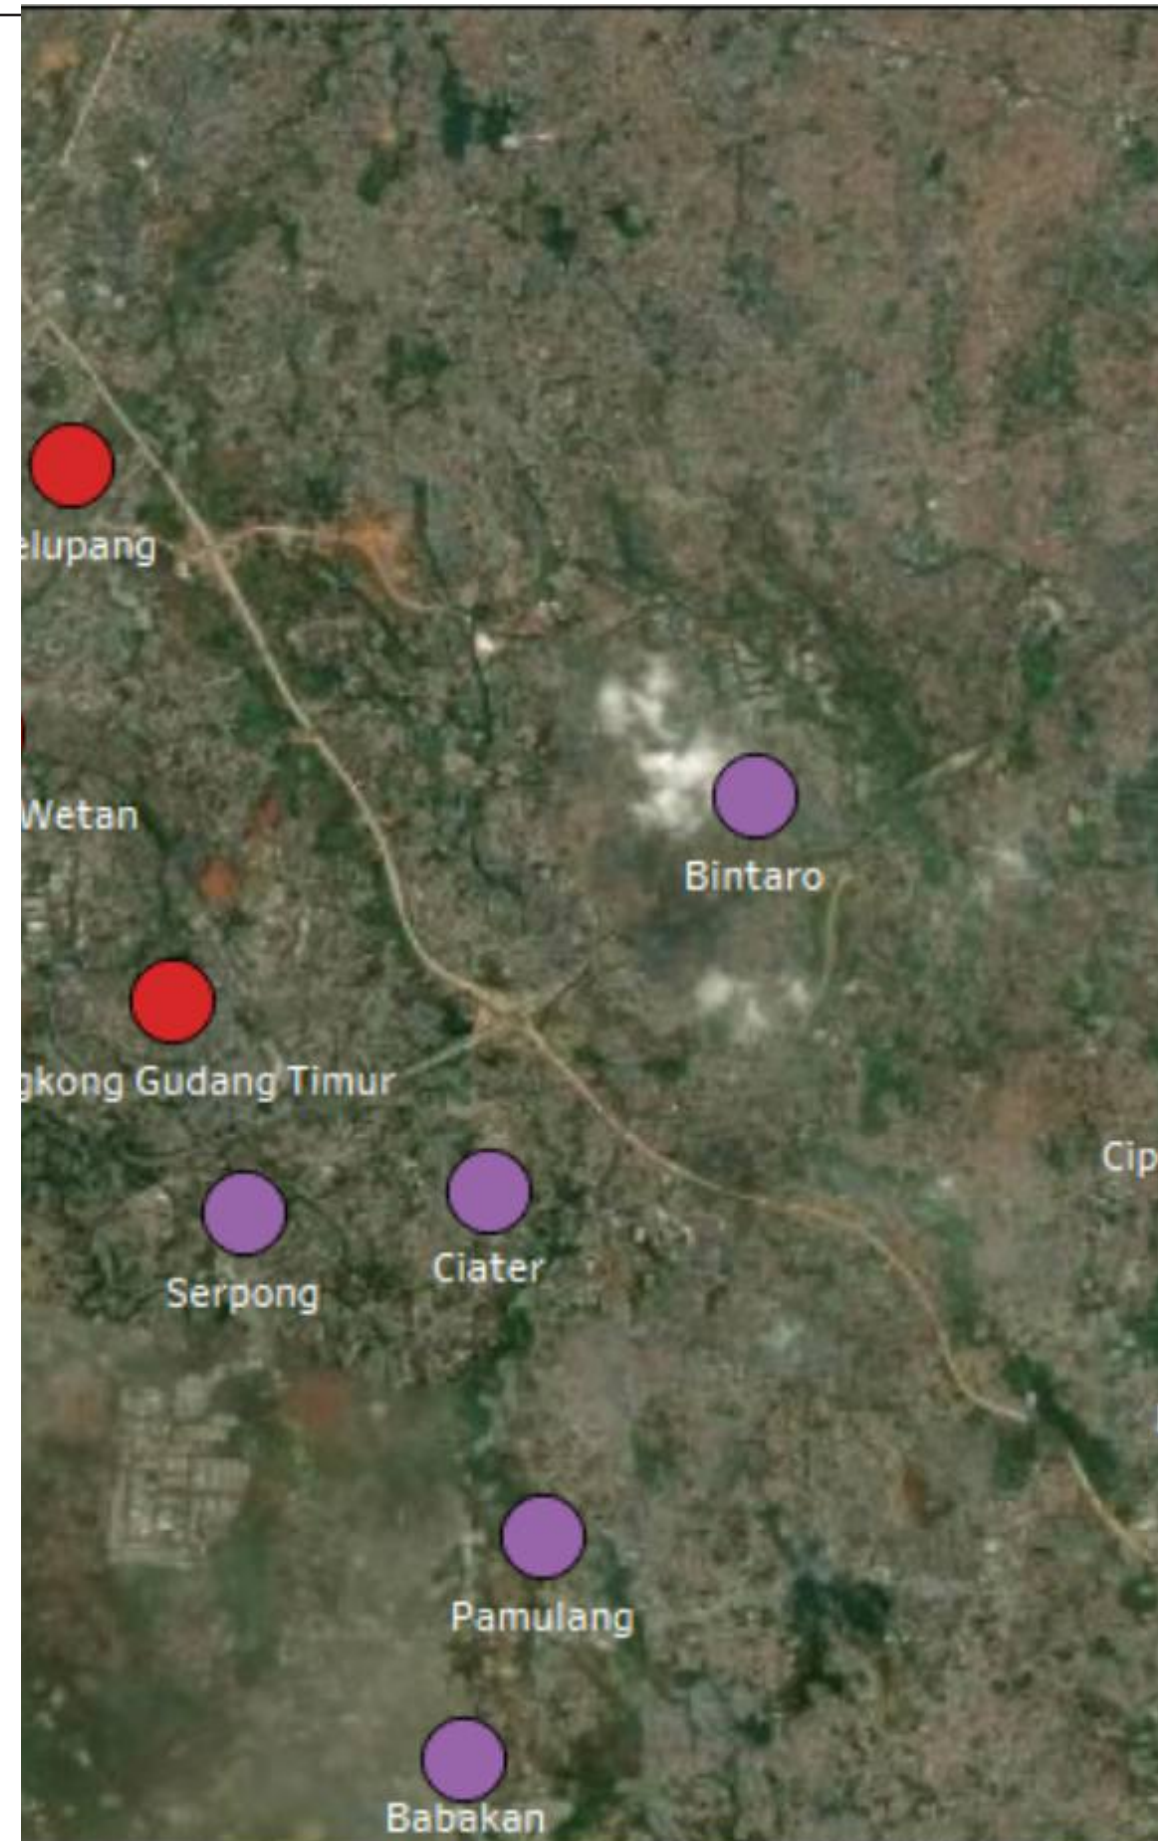 elupang
Wetan
Bintaro
gkong Gudang Timur
Cip
Ciater
Serpong
Pamulang
Babakan